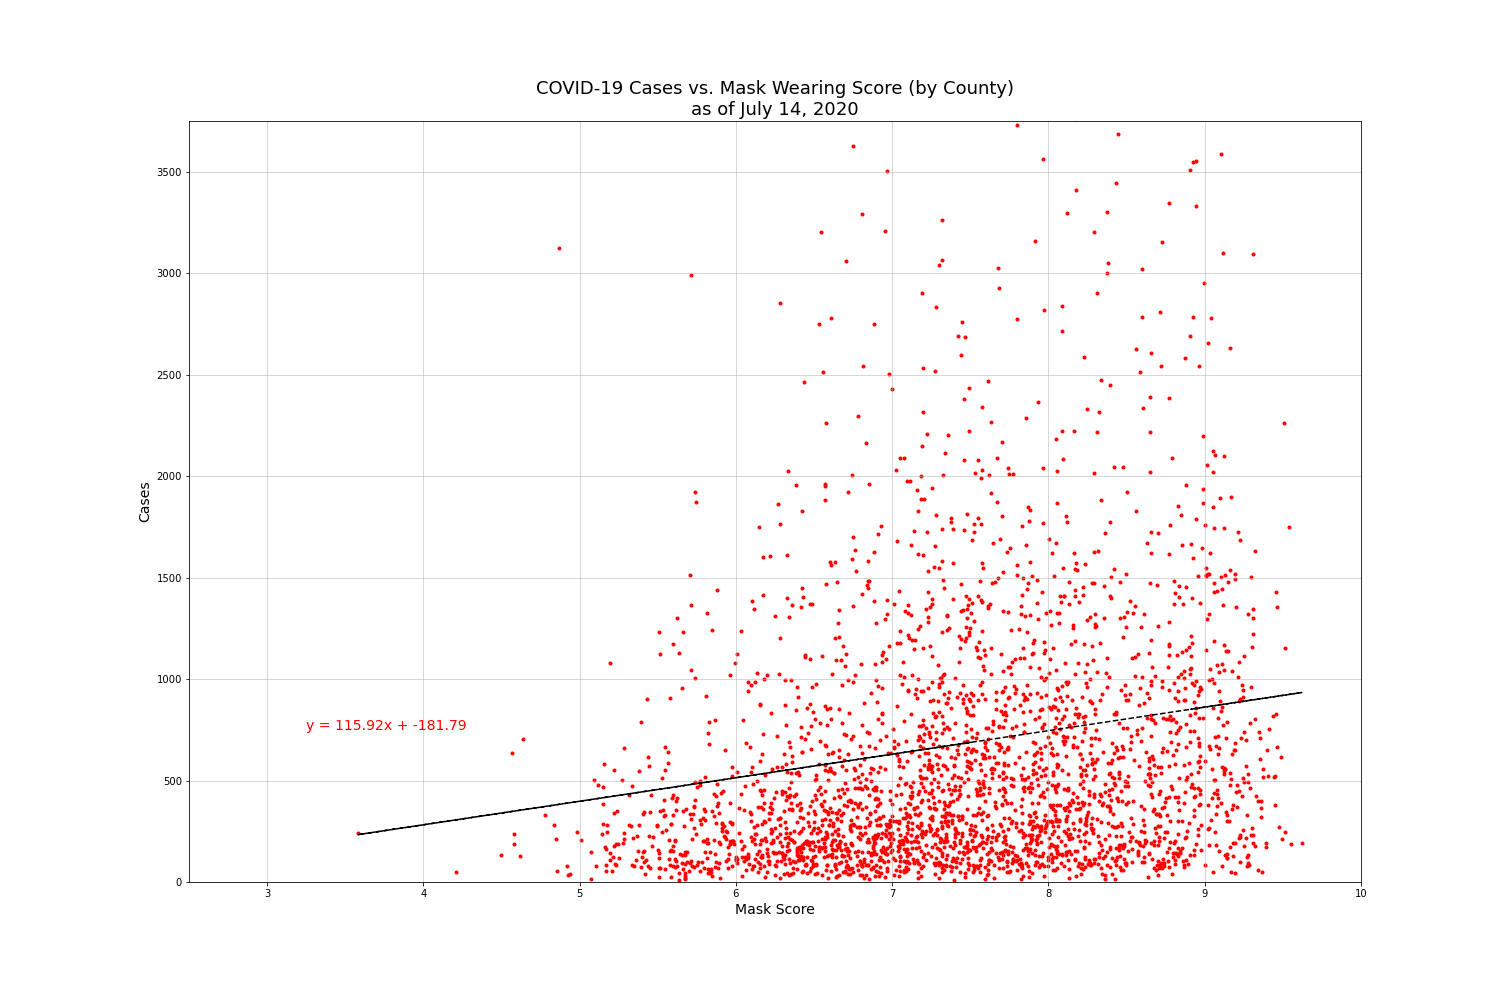 COVID-19 Cases vs. Mask Wearing Score (by County)
as of July 14, 2020
3500
3000
2500
2000
1500
1000
500
0
Cases
y = 115.92x + -181.79
3 4 5 6 7 8 9 10
Mask Score